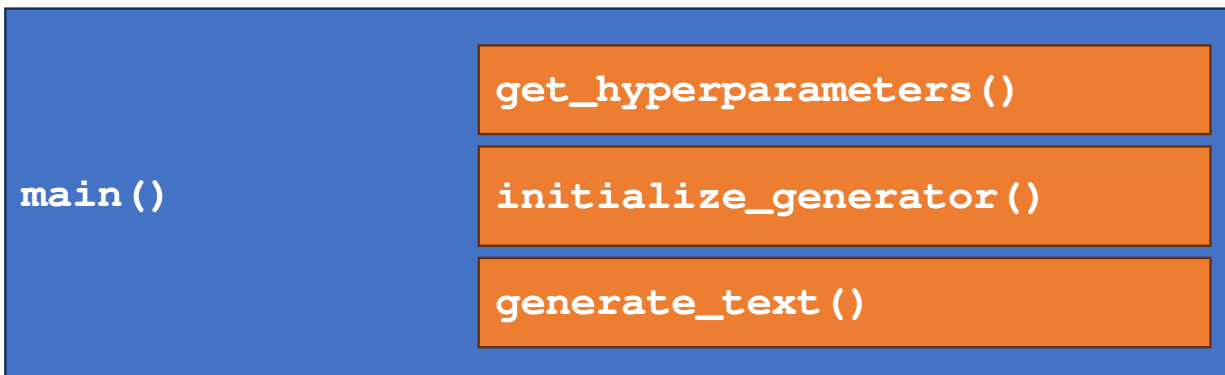 get_hyperparameters()
main()
initialize_generator()
generate_text()